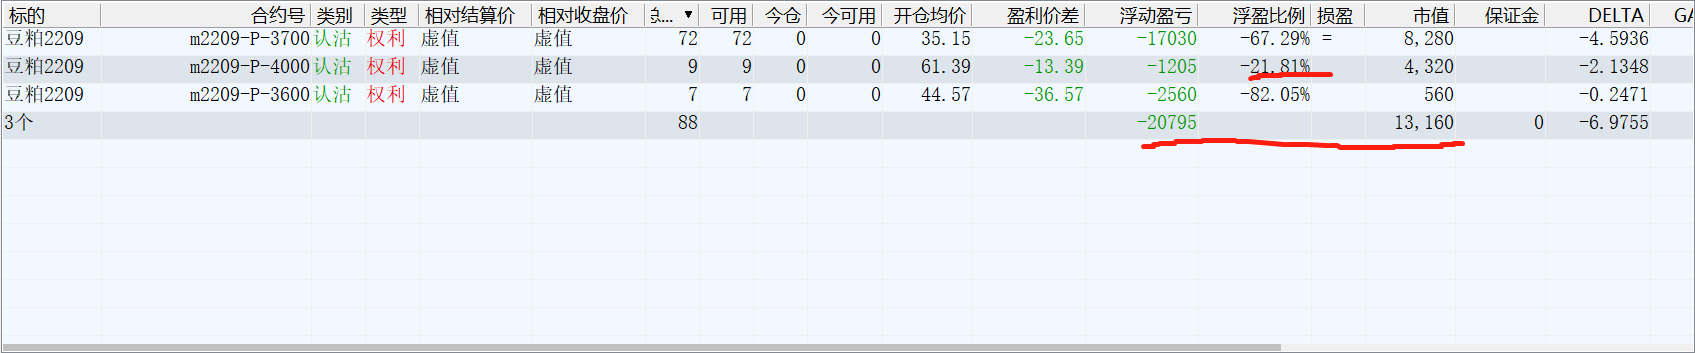 标的 合约号 类别 类型 相对结算价 相对收盘价 总... ▼ 可用 今仓 今可用 开仓均价 盈利价差 浮动盈亏 浮盈比例 损盈 市值 保证金 DELTA GA
豆粕2209 m2209-P-3700 认沽 权利 虚值 虚值 72 72 0 0 35.15 -23.65 -17030 -67.29% = 8,280 -4.5936
豆粕2209 m2209-P-4000 认沽 权利 虚值 虚值 9 9 0 0 61.39 -13.39 -1205 -21.81% 4,320 -2.1348
豆粕2209 m2209-P-3600 认沽 权利 虚值 虚值 7 7 0 0 44.57 -36.57 -2560 -82.05% 560 -0.2471
3个 88 -20795 13,160 0 -6.9755